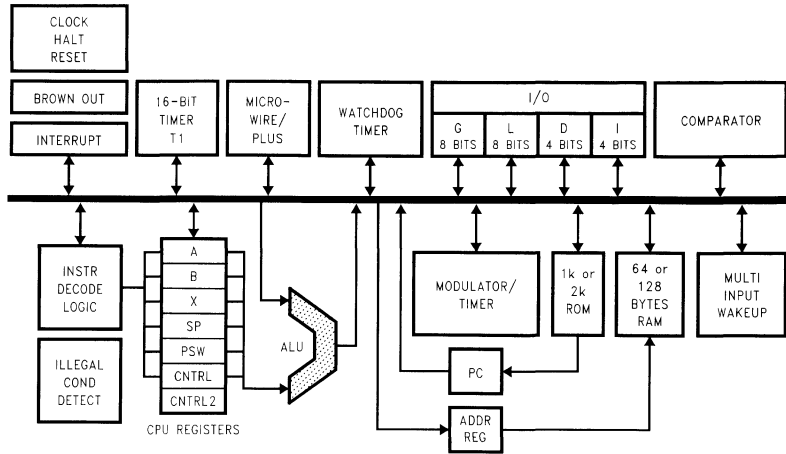 CLOCK
HALT
RESET
BROWN OUT
INTERRUPT
16-BIT
TIMER
T1
MICRO-
WIRE/
PLUS
WATCHDOG
TIMER
I/O
G
8 BITS
L
8 BITS
D
4 BITS
I
4 BITS
COMPARATOR
INSTR
DECODE
LOGIC
ILLEGAL
COND
DETECT
A
B
X
SP
PSW
CNTRL
CNTRL2
CPU REGISTERS
ALU
MODULATOR/
TIMER
1k or
2k
ROM
64 or
128
BYTES
RAM
MULTI
INPUT
WAKEUP
PC
ADDR
REG